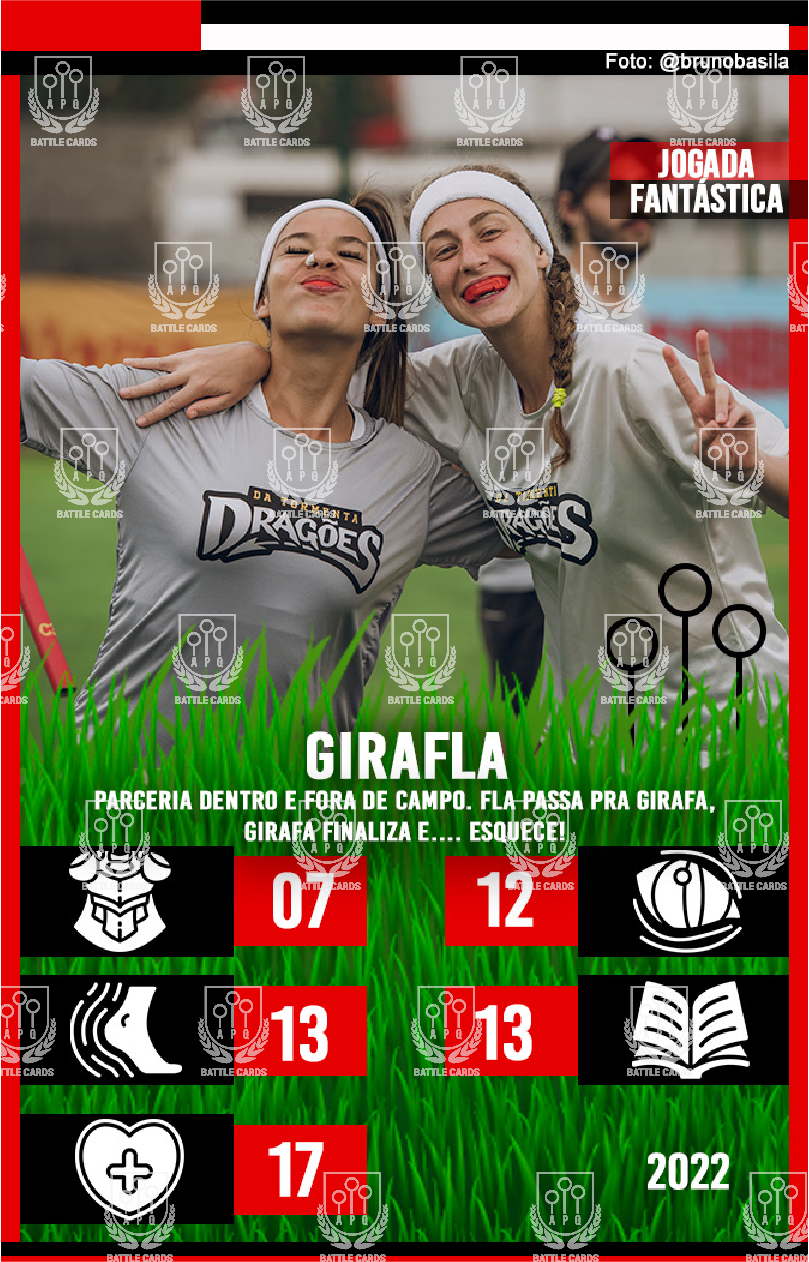 Foto: @brunobasila
JOGADA
FANTÁSTICA
DA TORMENTA
DRAGÕES
DRAGÕES
GIRAFLA
PARCERIA DENTRO E FORA DE CAMPO. FLA PASSA PRA GIRAFA,
GIRAFA FINALIZA E.... ESQUECE!
07
12
13
13
17
2022
APQ
BATTLE CARDS